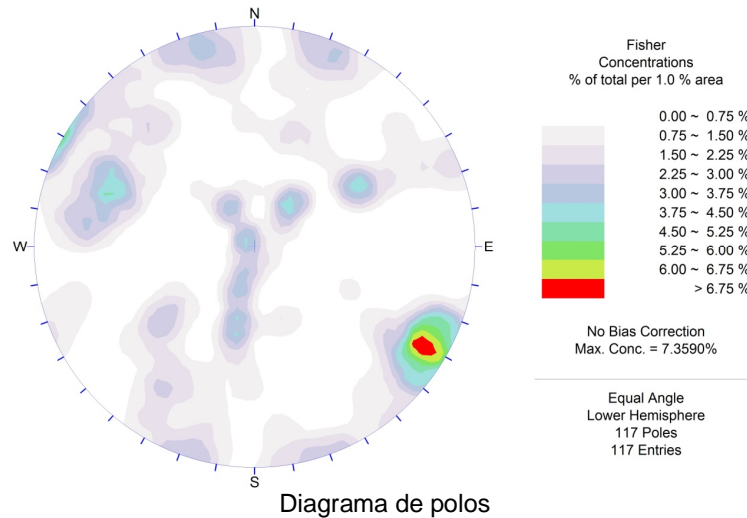 N
W
E
S
Fisher
Concentrations
% of total per 1.0 % area
0.00 ~ 0.75 %
0.75 ~ 1.50 %
1.50 ~ 2.25 %
2.25 ~ 3.00 %
3.00 ~ 3.75 %
3.75 ~ 4.50 %
4.50 ~ 5.25 %
5.25 ~ 6.00 %
6.00 ~ 6.75 %
> 6.75 %
No Bias Correction
Max. Conc. = 7.3590%
Equal Angle
Lower Hemisphere
117 Poles
117 Entries
Diagrama de polos